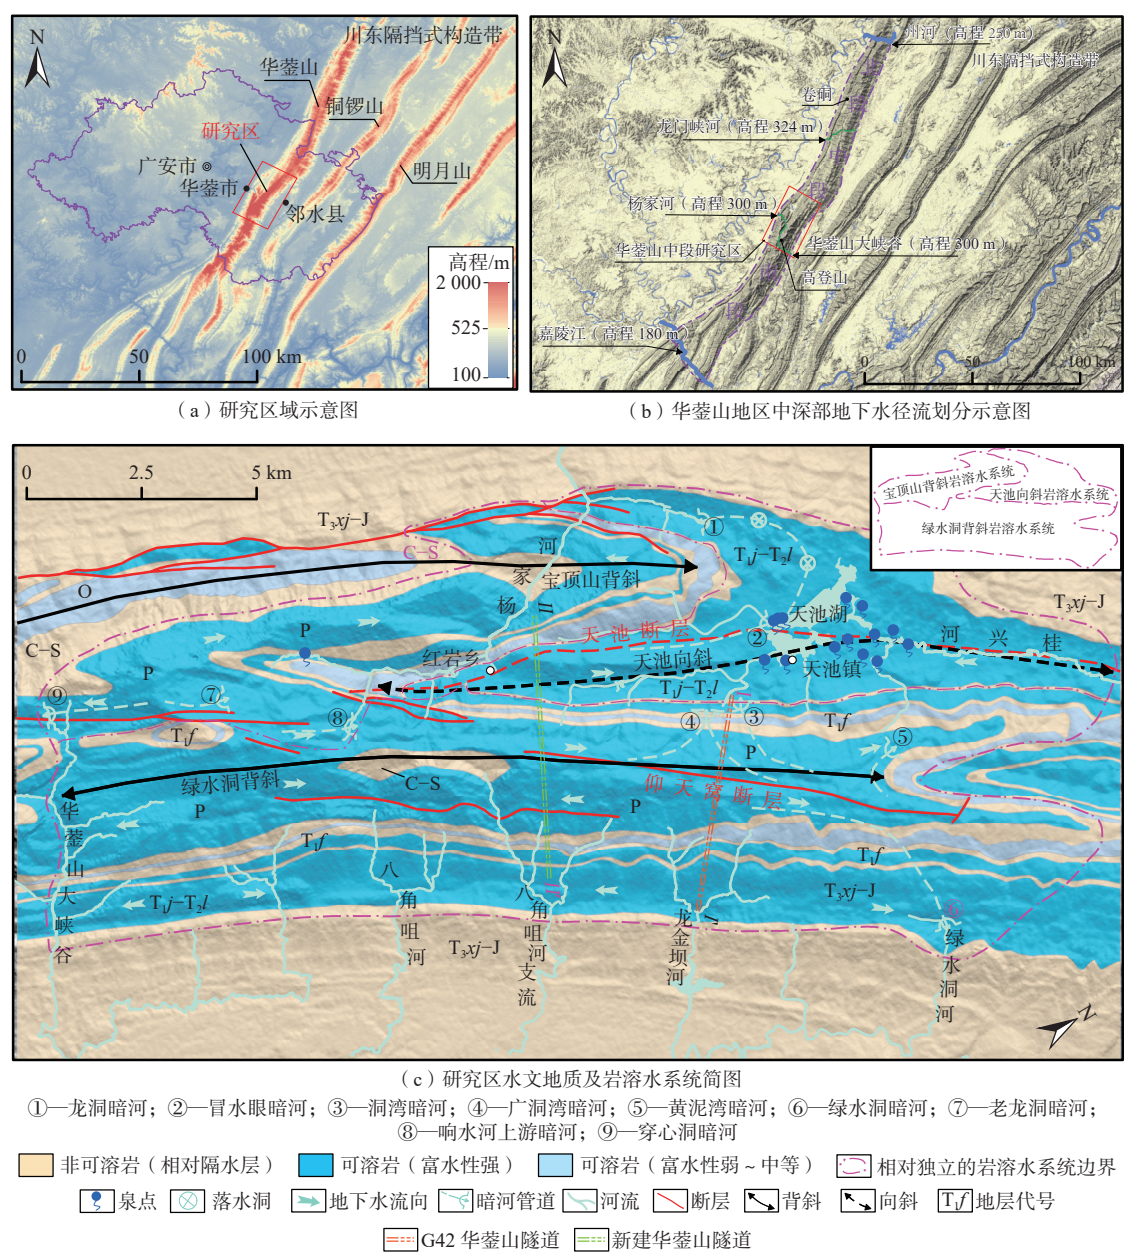 N
川东隔挡式构造带
华蓥山
铜锣山
研究区
明月山
广安市
华蓥市
邻水县
高程/m
2 000
525
100
0 50 100 km
（a）研究区域示意图
N
州河（高程 250 m）
川东隔挡式构造带
卷硐
龙门峡河（高程 324 m）
杨家河（高程 300 m）
华蓥山中段研究区
华蓥山大峡谷（高程 300 m）
高登山
嘉陵江（高程 180 m）
0 50 100 km
（b）华蓥山地区中深部地下水径流划分示意图
0 2.5 5 km
宝顶山背斜岩溶水系统
天池向斜岩溶水系统
绿水洞背斜岩溶水系统
T₃xj–J
①
C–S
河
T₁j–T₂l
家
宝顶山背斜
O
杨
II
T₃xj–J
天池湖
P
天池断层
②
河兴桂
C–S
红岩乡
天池向斜
天池镇
P
T₁j–T₂l
⑨
⑦
⑧
④
③
T₁f
⑤
T₁f
P
绿水洞背斜
C–S
仰天窝断层
P
P
华蓥山大峡谷
T₁f
T₁f
八角咀河
T₁j–T₂l
T₃xj–J
八角咀河支流
龙金坝河
II
⑥
绿水洞河
T₃xj–J
N
（c）研究区水文地质及岩溶水系统简图
①—龙洞暗河；②—冒水眼暗河；③—洞湾暗河；④—广洞湾暗河；⑤—黄泥湾暗河；⑥—绿水洞暗河；⑦—老龙洞暗河；
⑧—响水河上游暗河；⑨—穿心洞暗河
非可溶岩（相对隔水层） 可溶岩（富水性强） 可溶岩（富水性弱～中等） 相对独立的岩溶水系统边界
泉点 落水洞 地下水流向 暗河管道 河流 断层 背斜 向斜 T₁f 地层代号
G42 华蓥山隧道 新建华蓥山隧道